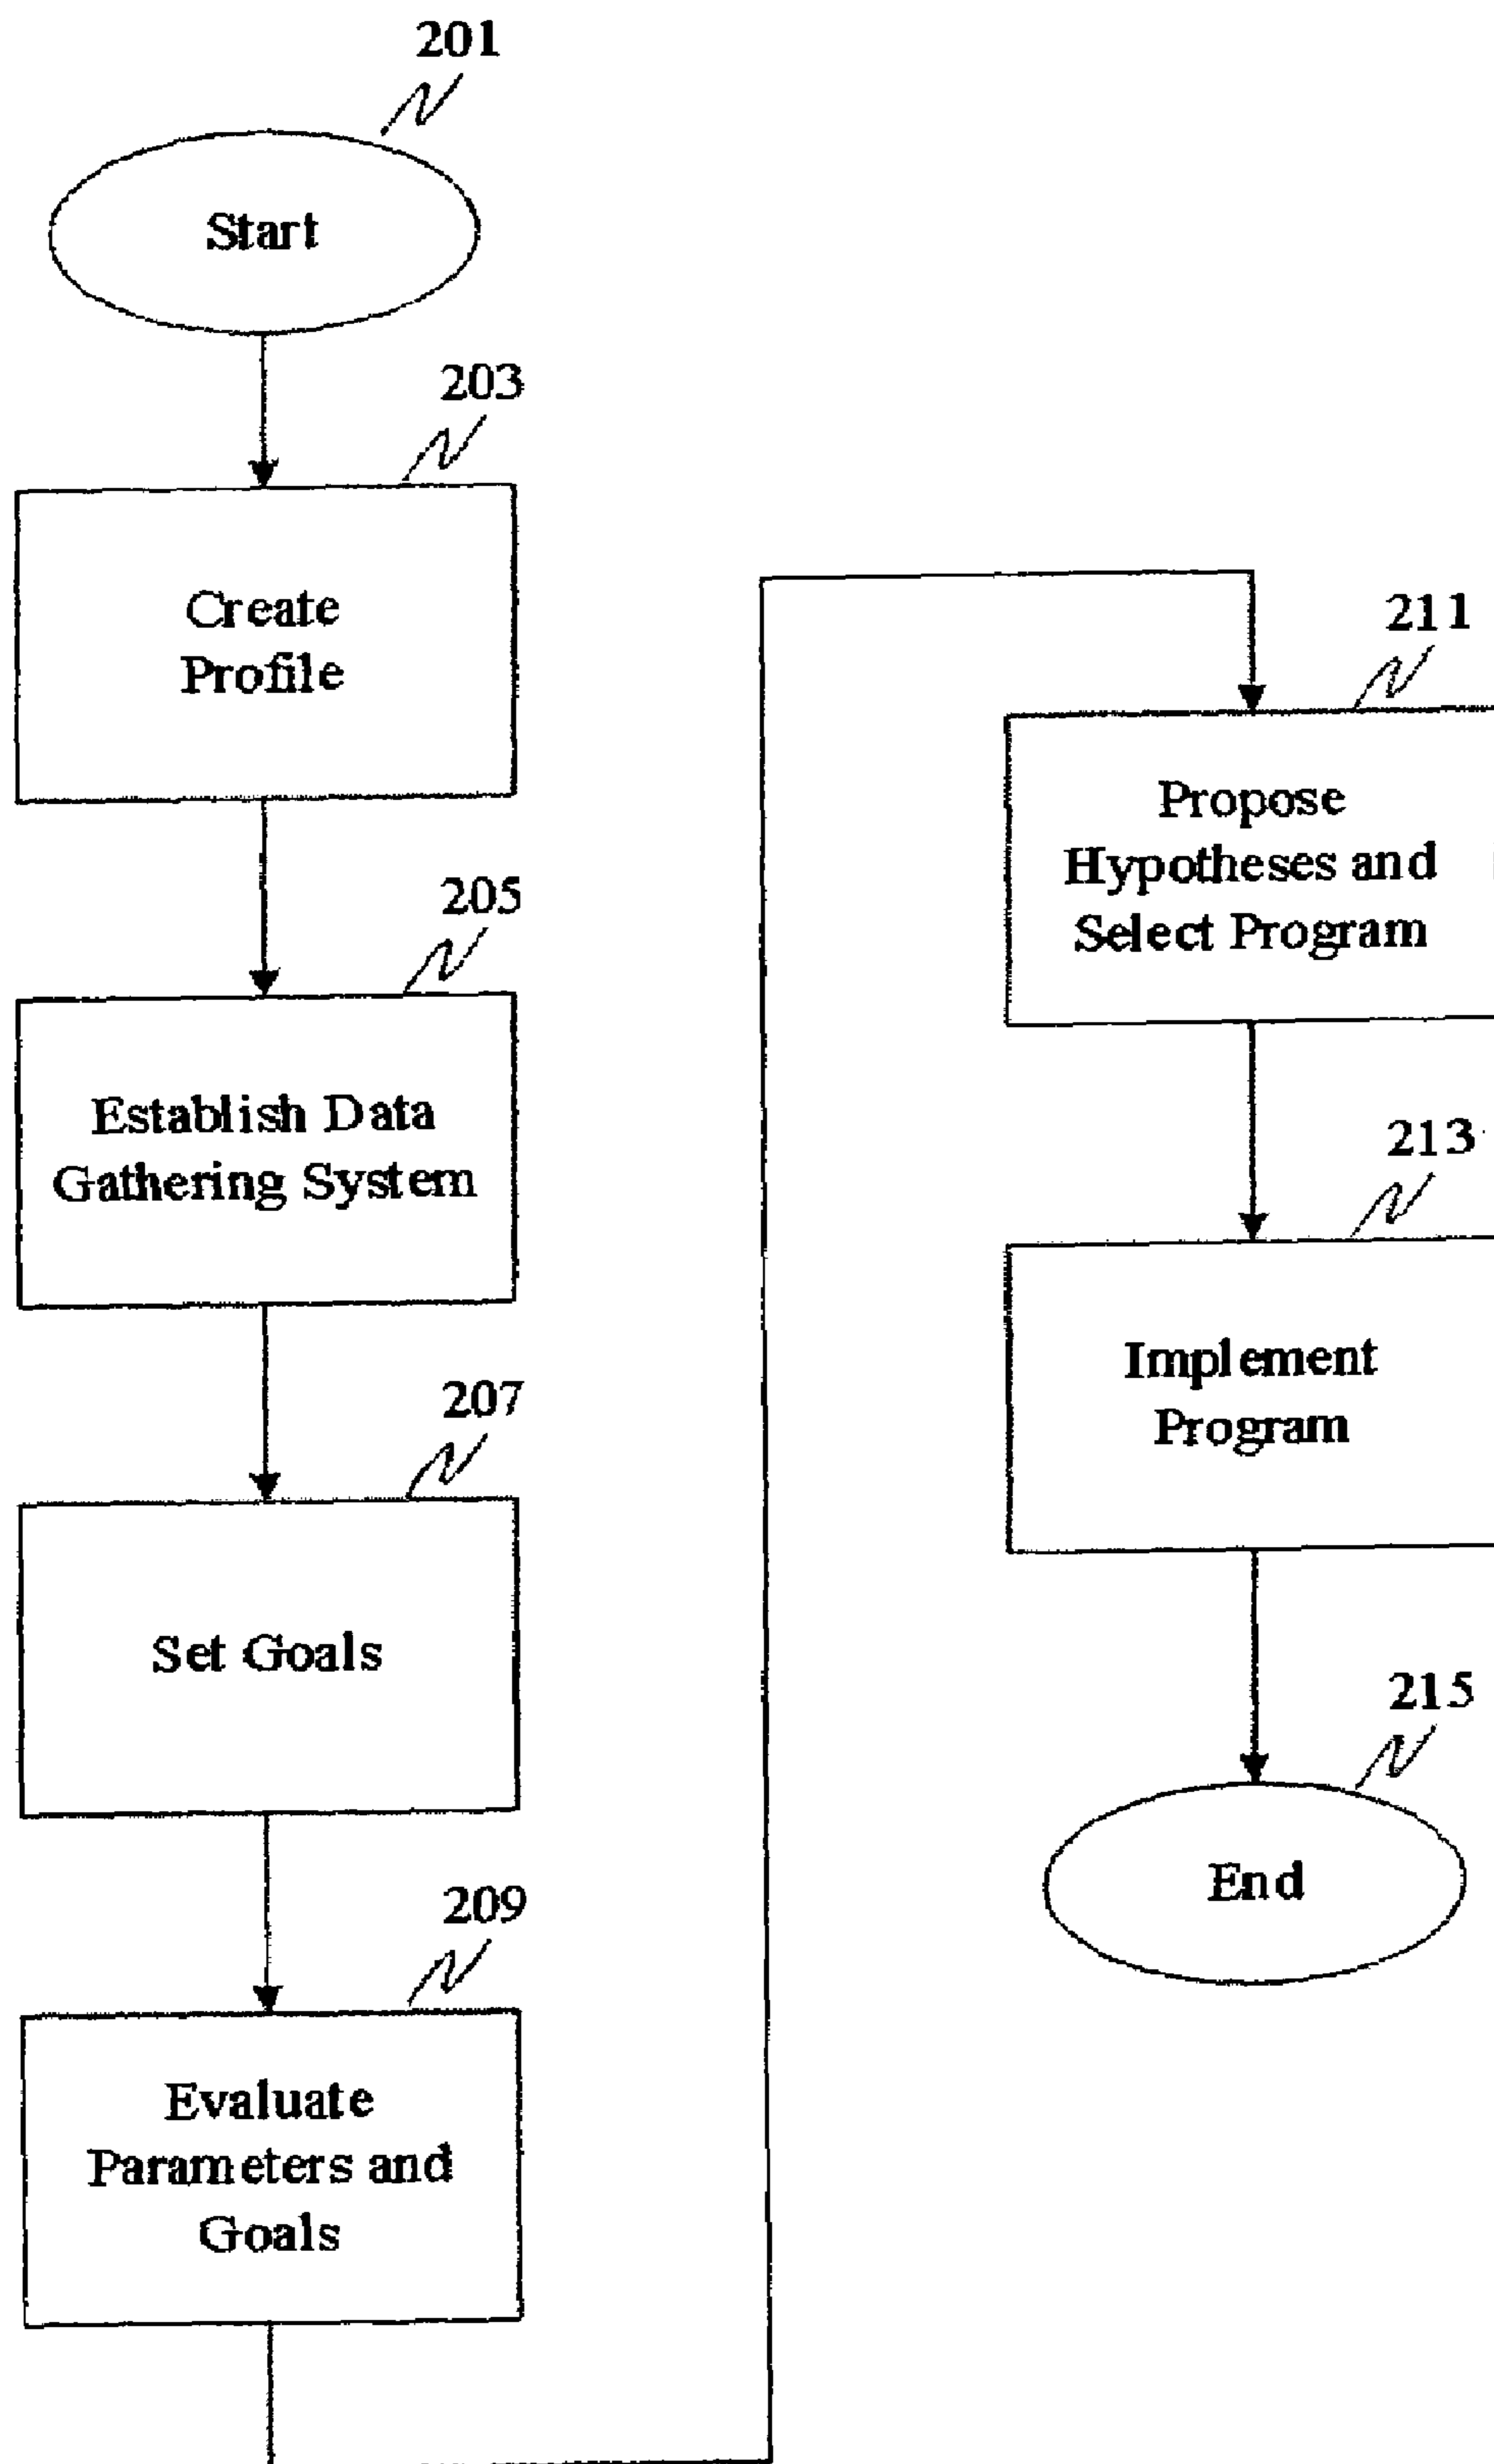 201
Start
203
Create
Profile
205
Establish Data
Gathering System
207
Set Goals
209
Evaluate
Parameters and
Goals
211
Propose
Hypotheses and
Select Program
213
Implement
Program
215
End